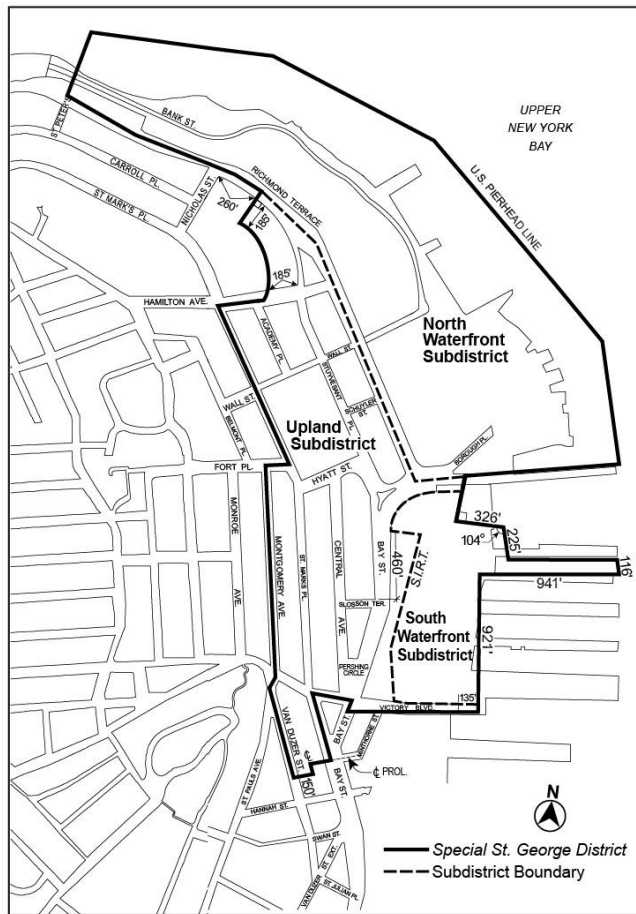 UPPER
NEW YORK
BAY
U.S. PIERHEAD LINE
ST. PETER'S
BANK ST.
CARROLL PL.
ST MARK'S PL.
NICHOLAS ST.
RICHMOND TERRACE
260'
185'
185'
HAMILTON AVE.
ACADEMY PL.
North
Waterfront
Subdistrict
WALL ST.
STUYVESANT PL.
SCHUYLER
ST.
WALL ST.
BELMONT PL.
Upland
Subdistrict
BOROUGH PL.
FORT PL.
HYATT ST.
MONROE AVE.
MONTGOMERY AVE.
ST. MARKS PL.
CENTRAL AVE.
BAY ST.
460'
S.I.R.T.
326'
104°
225'
116'
941'
921'
SLOSSON TER.
South
Waterfront
Subdistrict
PERSHING
CIRCLE
135'
VICTORY BLVD.
VAN DUZER ST.
BAY ST.
MINTHORNE ST.
℄ PROL.
ST. PAULS AVE.
150'
BAY ST.
HANNAH ST.
SWAN ST.
VAN DUZER ST. EXT.
ST. JULIAN PL.
N
Special St. George District
Subdistrict Boundary